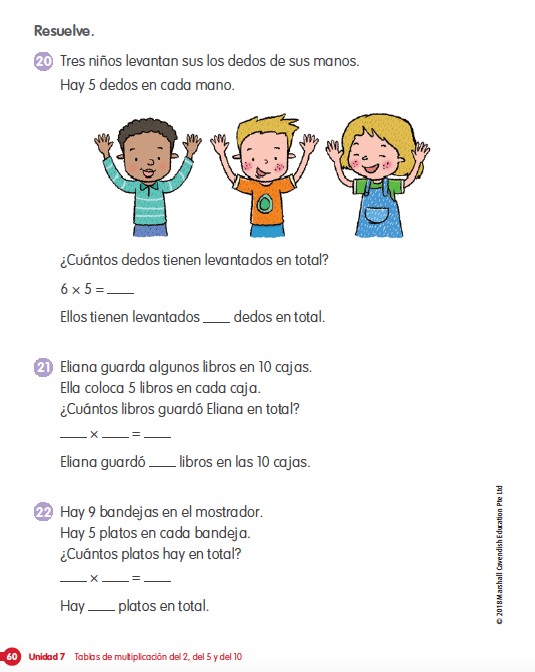 Resuelve.
20 Tres niños levantan sus los dedos de sus manos.
Hay 5 dedos en cada mano.
¿Cuántos dedos tienen levantados en total?
6 × 5 = ____
Ellos tienen levantados ____ dedos en total.
21 Eliana guarda algunos libros en 10 cajas.
Ella coloca 5 libros en cada caja.
¿Cuántos libros guardó Eliana en total?
____ × ____ = ____
Eliana guardó ____ libros en las 10 cajas.
22 Hay 9 bandejas en el mostrador.
Hay 5 platos en cada bandeja.
¿Cuántos platos hay en total?
____ × ____ = ____
Hay ____ platos en total.
© 2018 Marshall Cavendish Education Pte Ltd
60 Unidad 7 Tablas de multiplicación del 2, del 5 y del 10